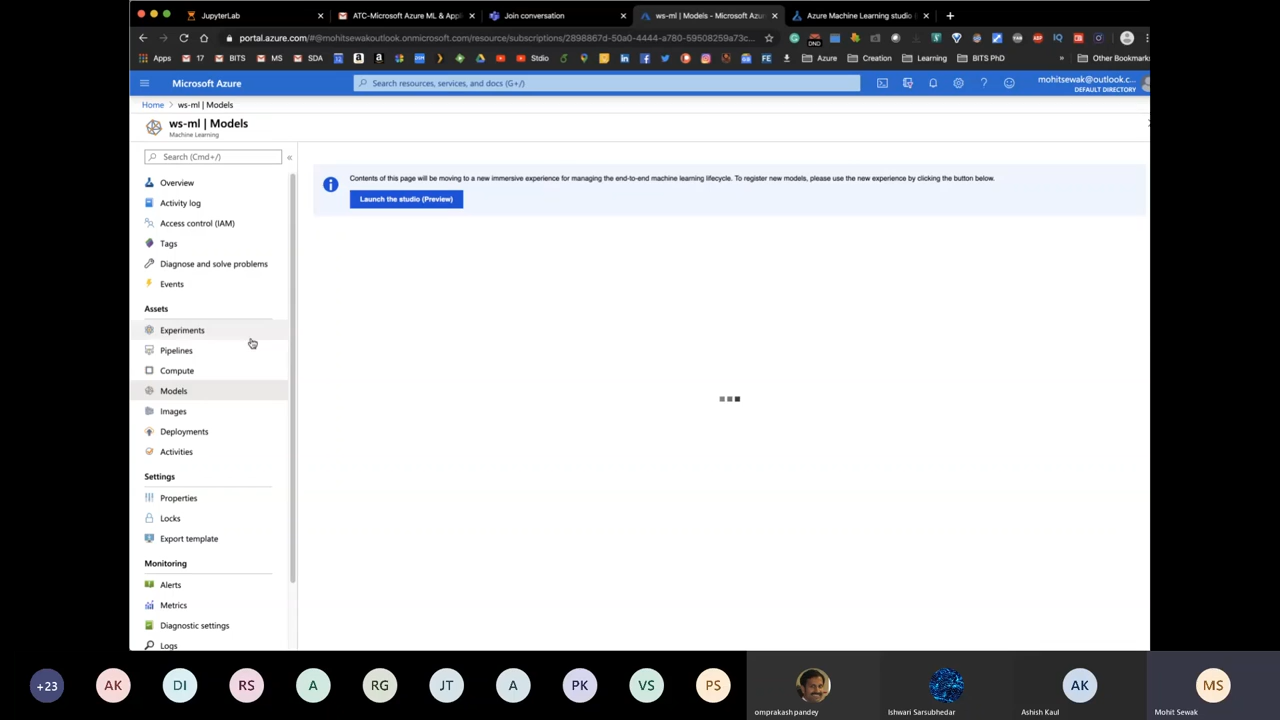 JupyterLab
ATC-Microsoft Azure ML & Appl
Join conversation
ws-ml | Models - Microsoft Azu
Azure Machine Learning studio
portal.azure.com/#@mohitsewakoutlook.onmicrosoft.com/resource/subscriptions/2898867d-50a0-4444-a780-59508259a73c...
DND
Apps
17
BITS
MS
SDA
Stdio
FE
Azure
Creation
Learning
BITS PhD
Other Bookmarks
Microsoft Azure
Search resources, services, and docs (G+/)
mohitsewak@outlook.c...
DEFAULT DIRECTORY
Home > ws-ml | Models
ws-ml | Models
Machine Learning
Search (Cmd+/)
Overview
Activity log
Access control (IAM)
Tags
Diagnose and solve problems
Events
Assets
Experiments
Pipelines
Compute
Models
Images
Deployments
Activities
Settings
Properties
Locks
Export template
Monitoring
Alerts
Metrics
Diagnostic settings
Logs
Contents of this page will be moving to a new immersive experience for managing the end-to-end machine learning lifecycle. To register new models, please use the new experience by clicking the button below.
Launch the studio (Preview)
+23
AK
DI
RS
A
RG
JT
A
PK
VS
PS
omprakash pandey
Ishwari Sarsubhedar
AK
Ashish Kaul
MS
Mohit Sewak